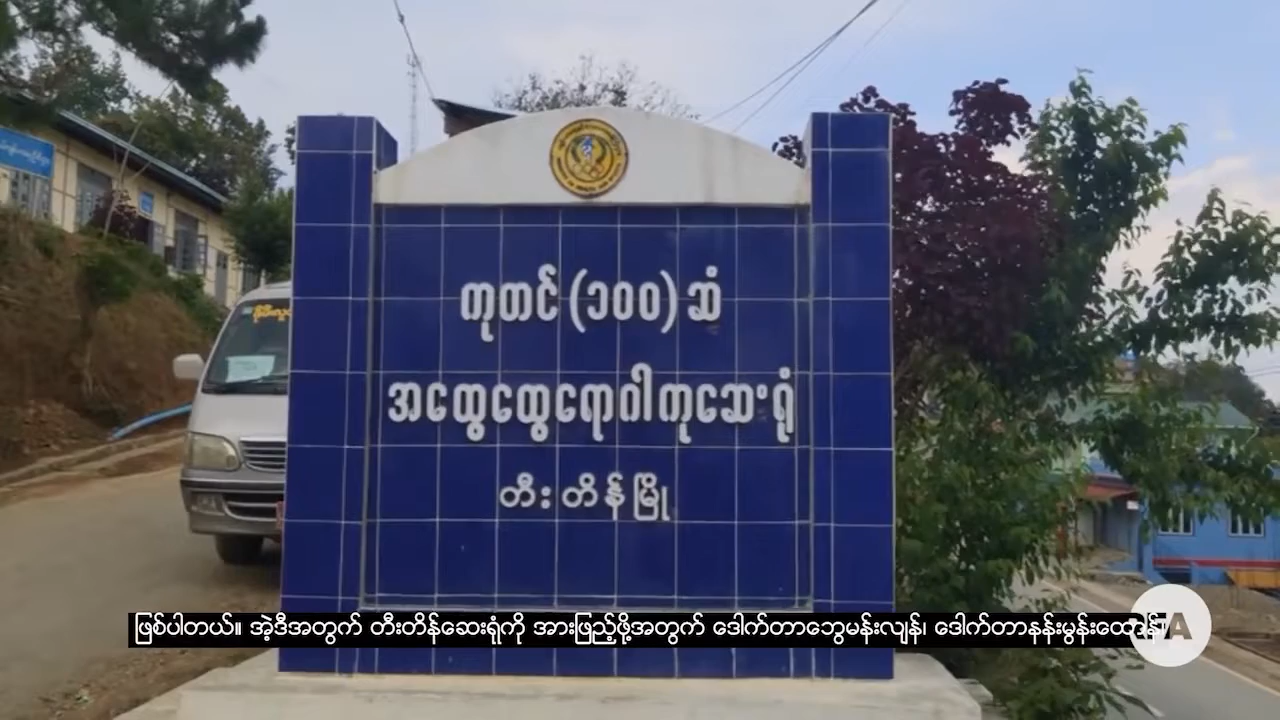 ကုတင် (၁၀၀) ဆံ
အထွေထွေရောဂါကုဆေးရုံ
တီးတိန်မြို့
ဖြစ်ပါတယ်။ အဲ့ဒီအတွက် တီးတိန်ဆေးရုံကို အားဖြည့်ဖို့အတွက် ဒေါက်တာဘွေမန်းလျန်၊ ဒေါက်တာနန်းမွန်းထောန်၊